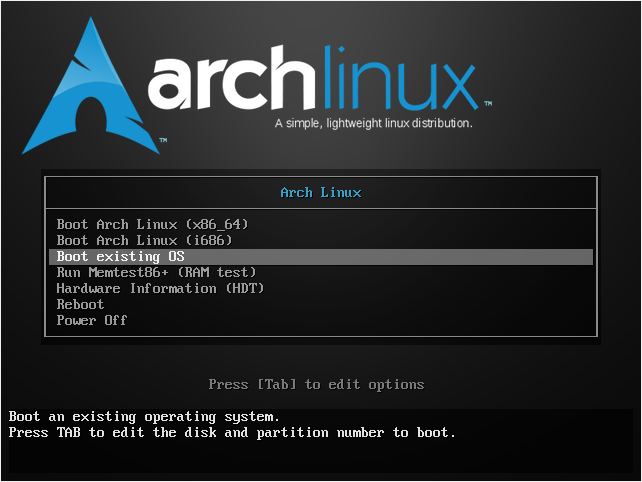 archlinux™
A simple, lightweight linux distribution.
™
Arch Linux
Boot Arch Linux (x86_64)
Boot Arch Linux (i686)
Boot existing OS
Run Memtest86+ (RAM test)
Hardware Information (HDT)
Reboot
Power Off
Press [Tab] to edit options
Boot an existing operating system.
Press TAB to edit the disk and partition number to boot.